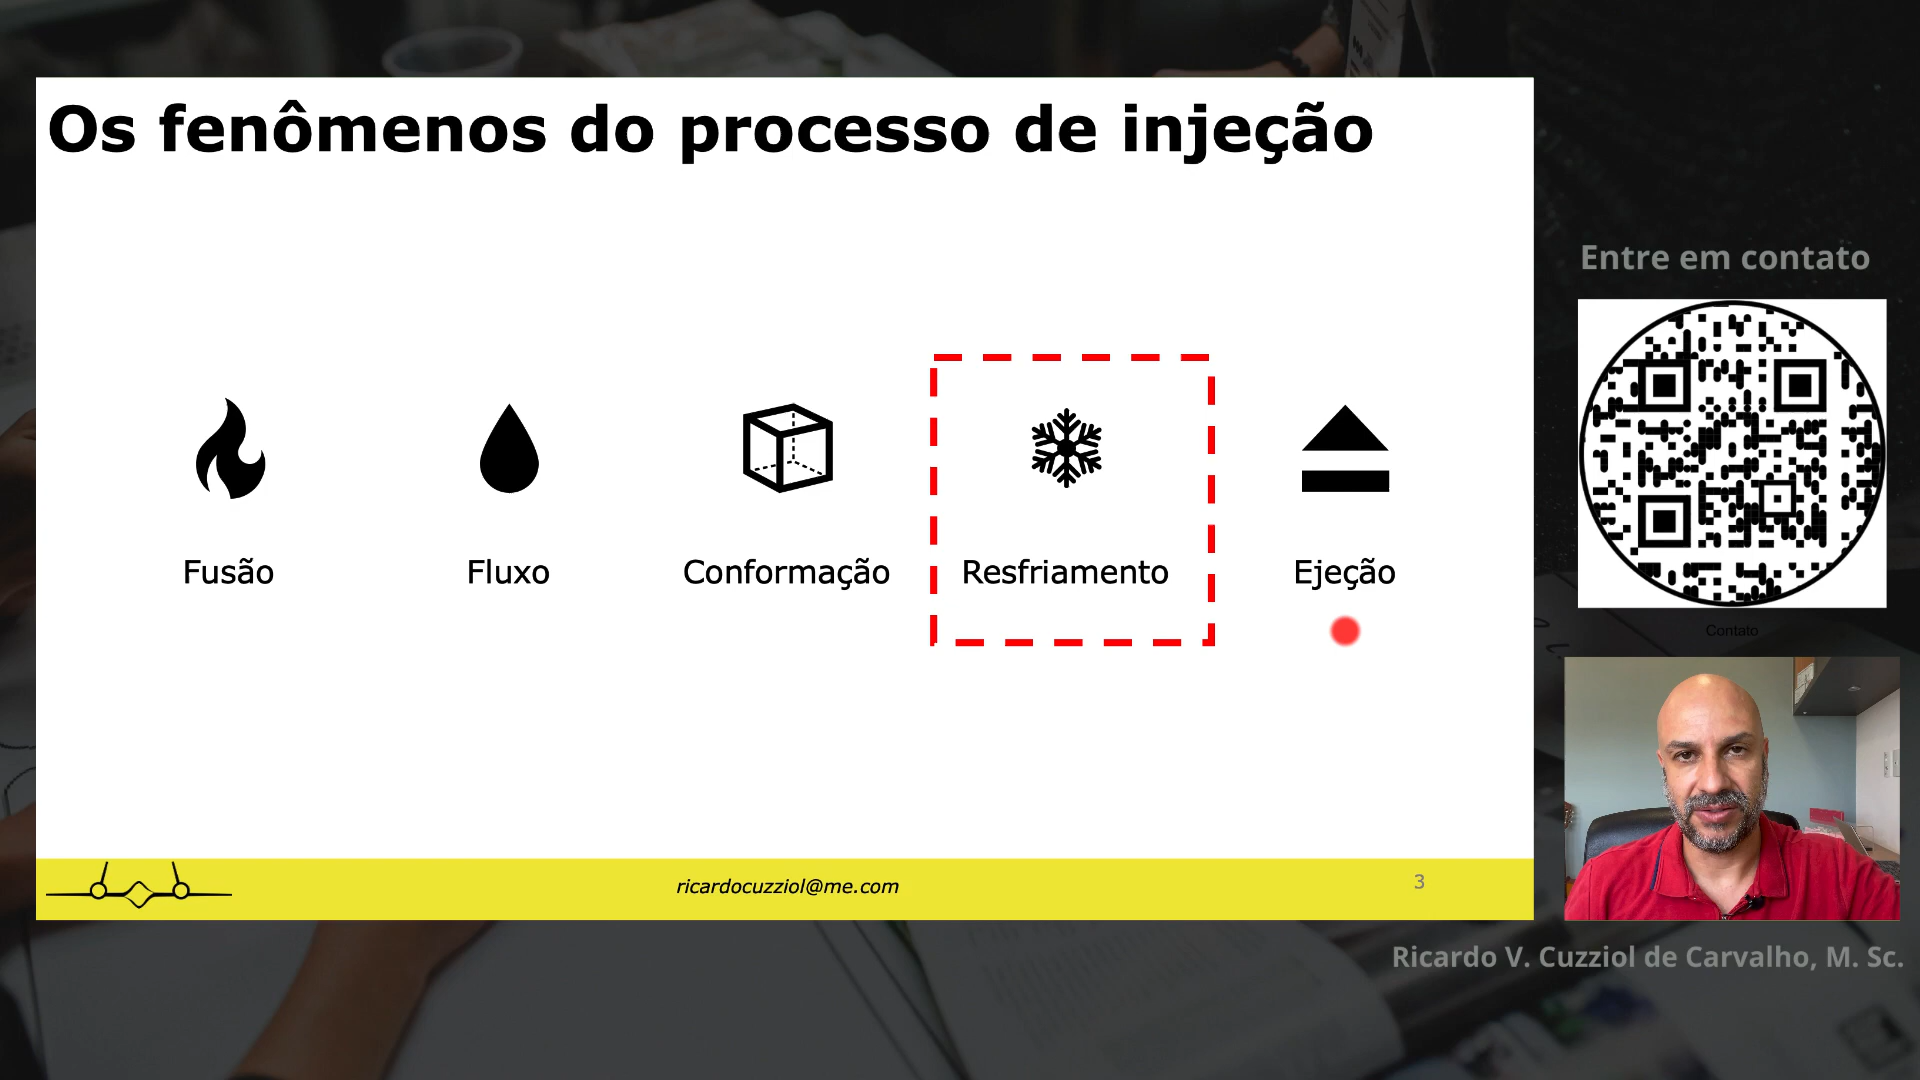 Os fenômenos do processo de injeção
Fusão
Fluxo
Conformação
Resfriamento
Ejeção
ricardocuzziol@me.com
3
Entre em contato
Contato
Ricardo V. Cuzziol de Carvalho, M. Sc.